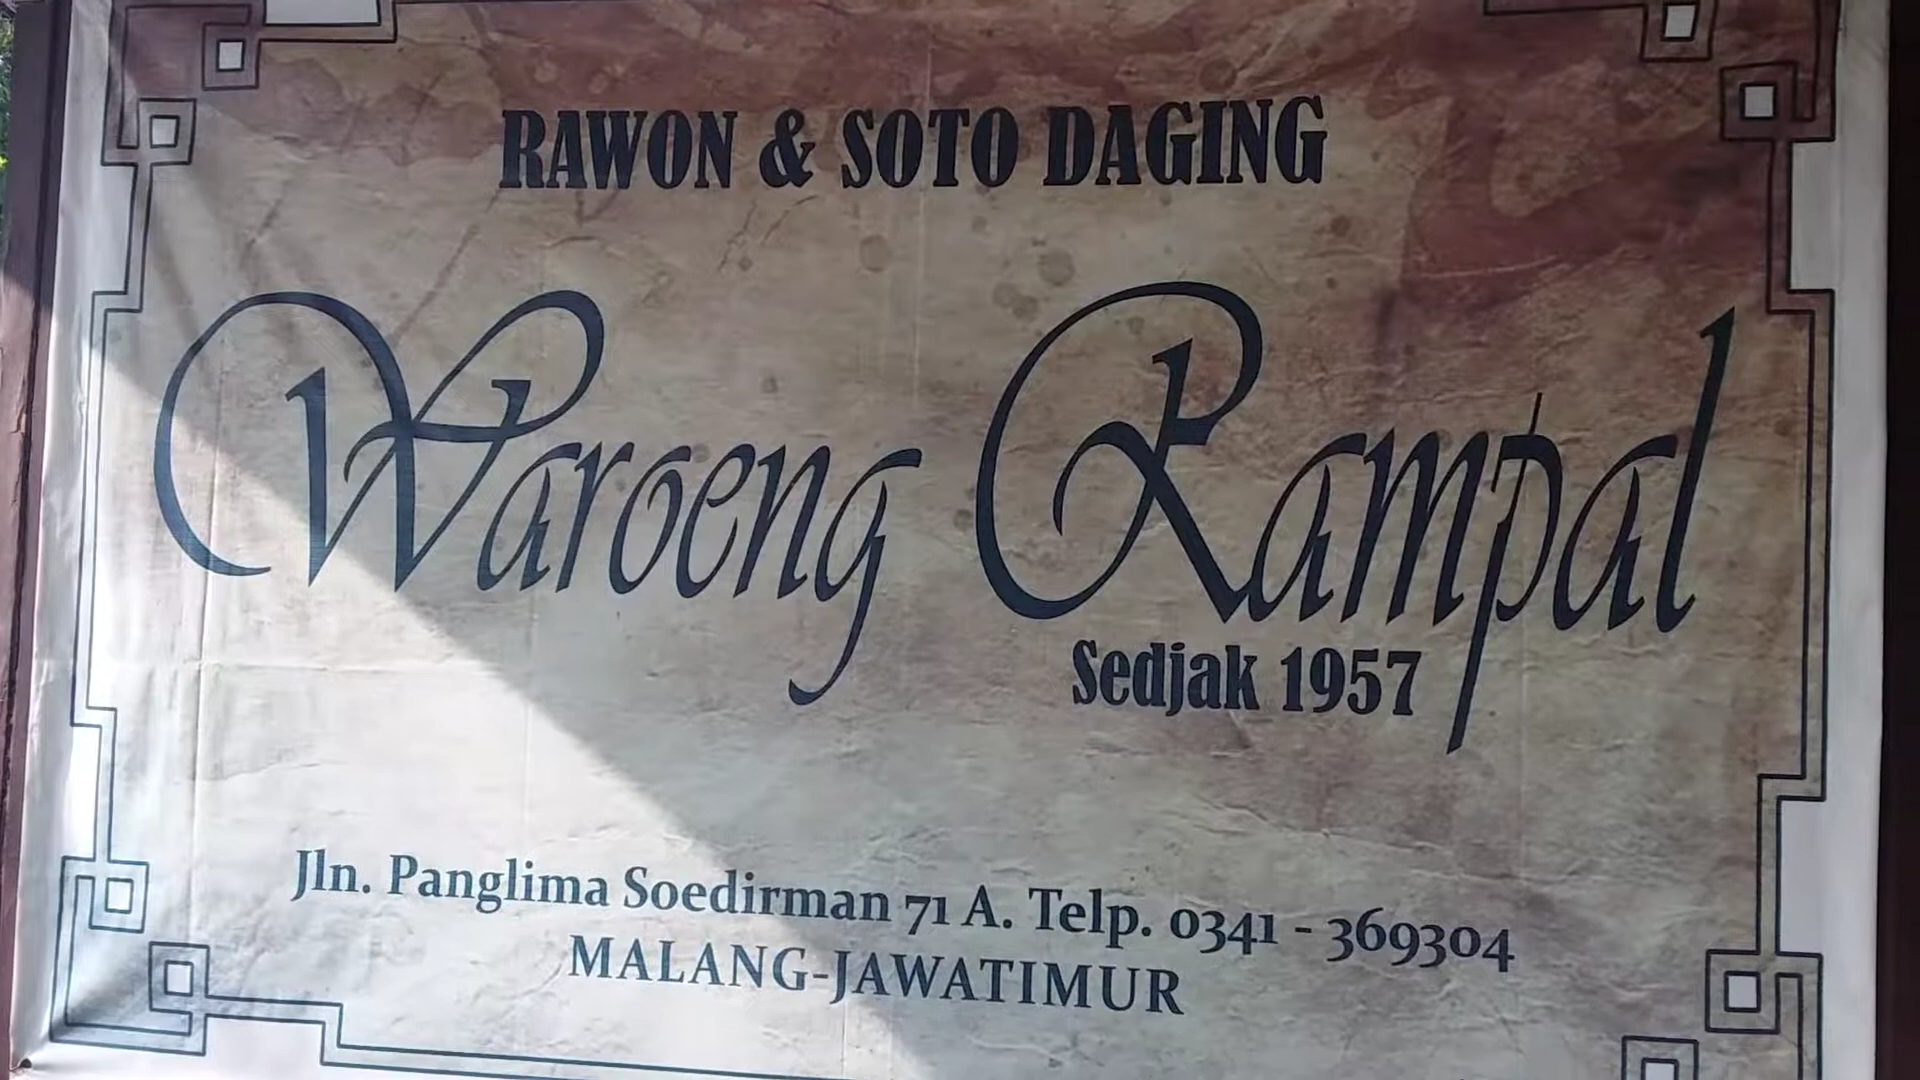 RAWON & SOTO DAGING
Waroeng Rampal
Sedjak 1957
Jln. Panglima Soedirman 71 A. Telp. 0341 - 369304
MALANG-JAWATIMUR